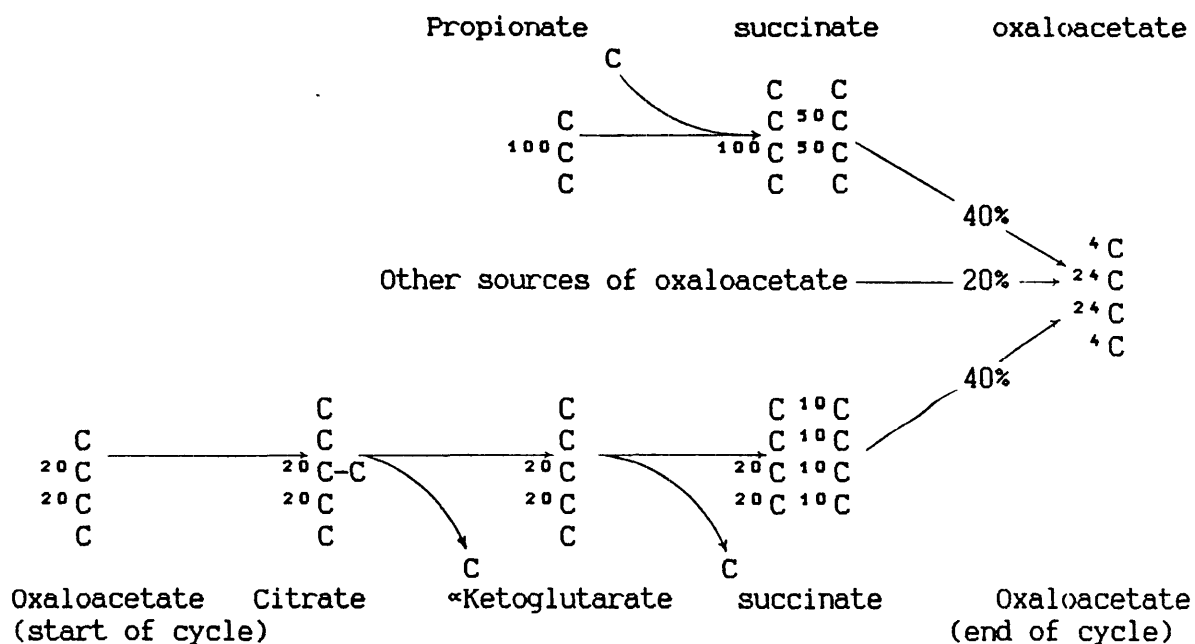 Propionate succinate oxaloacetate
C
C C
C C ⁵⁰C
¹⁰⁰C ¹⁰⁰C ⁵⁰C
C C C
40%
⁴C
Other sources of oxaloacetate 20% ²⁴C
²⁴C
⁴C
40%
C C C ¹⁰C
C C C C ¹⁰C
²⁰C ²⁰C-C ²⁰C ²⁰C ¹⁰C
²⁰C ²⁰C ²⁰C ²⁰C ¹⁰C
C C C
C C
Oxaloacetate Citrate ∝Ketoglutarate succinate Oxaloacetate
(start of cycle) (end of cycle)